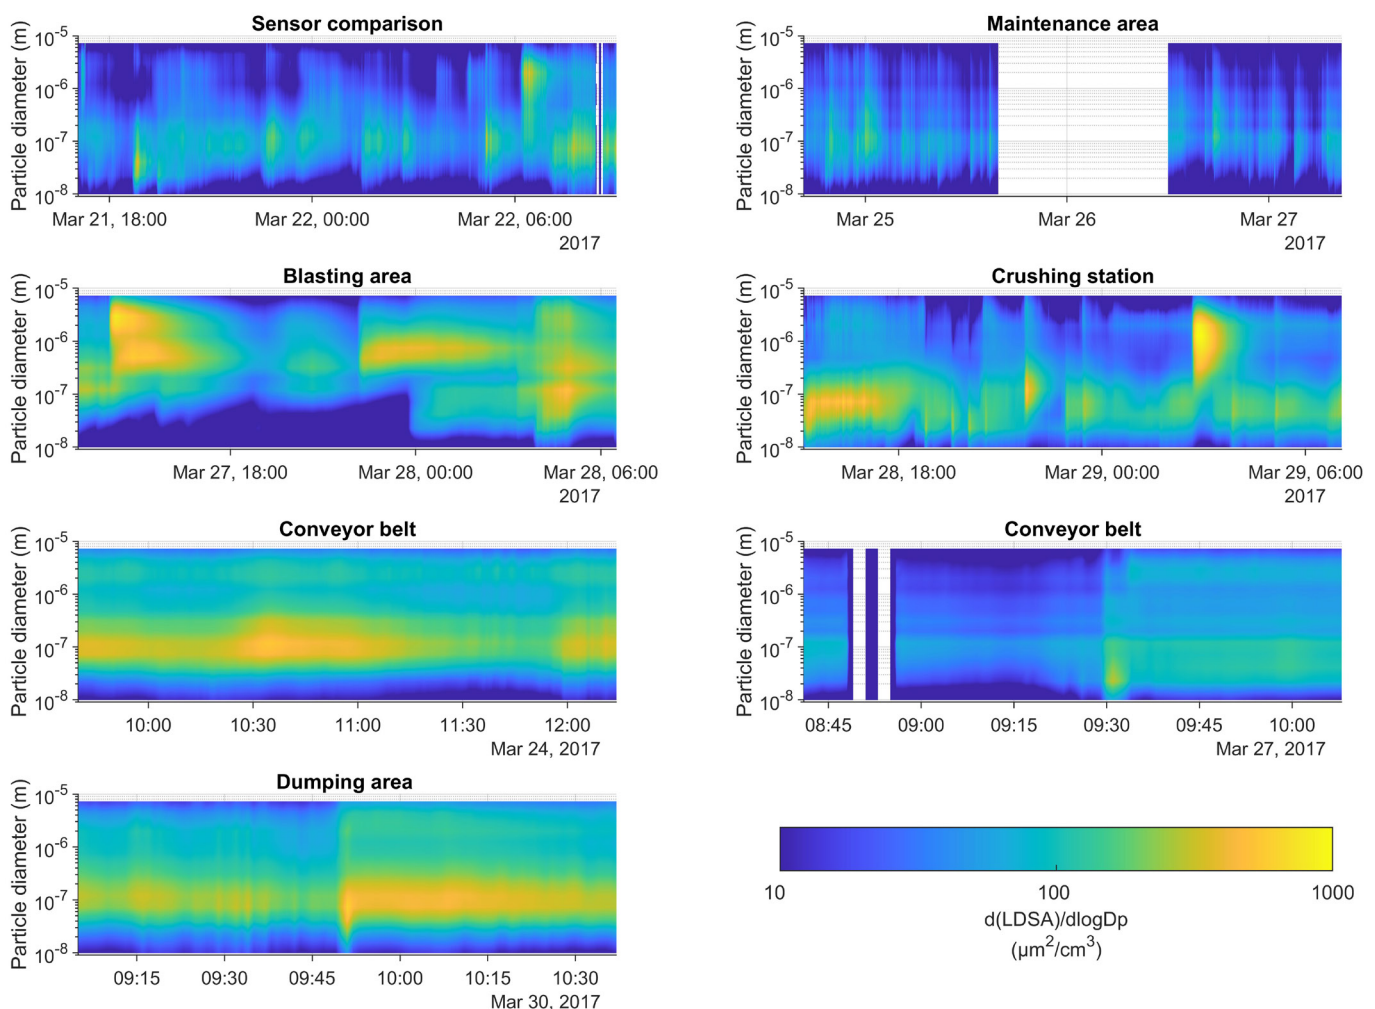 Sensor comparison
Particle diameter (m)
10-5
10-6
10-7
10-8
Mar 21, 18:00
Mar 22, 00:00
Mar 22, 06:00
2017
Maintenance area
Particle diameter (m)
10-5
10-6
10-7
10-8
Mar 25
Mar 26
Mar 27
2017
Blasting area
Particle diameter (m)
10-5
10-6
10-7
10-8
Mar 27, 18:00
Mar 28, 00:00
Mar 28, 06:00
2017
Crushing station
Particle diameter (m)
10-5
10-6
10-7
10-8
Mar 28, 18:00
Mar 29, 00:00
Mar 29, 06:00
2017
Conveyor belt
Particle diameter (m)
10-5
10-6
10-7
10-8
10:00
10:30
11:00
11:30
12:00
Mar 24, 2017
Conveyor belt
Particle diameter (m)
10-5
10-6
10-7
10-8
08:45
09:00
09:15
09:30
09:45
10:00
Mar 27, 2017
Dumping area
Particle diameter (m)
10-5
10-6
10-7
10-8
09:15
09:30
09:45
10:00
10:15
10:30
Mar 30, 2017
10
100
1000
d(LDSA)/dlogDp
(µm2/cm3)